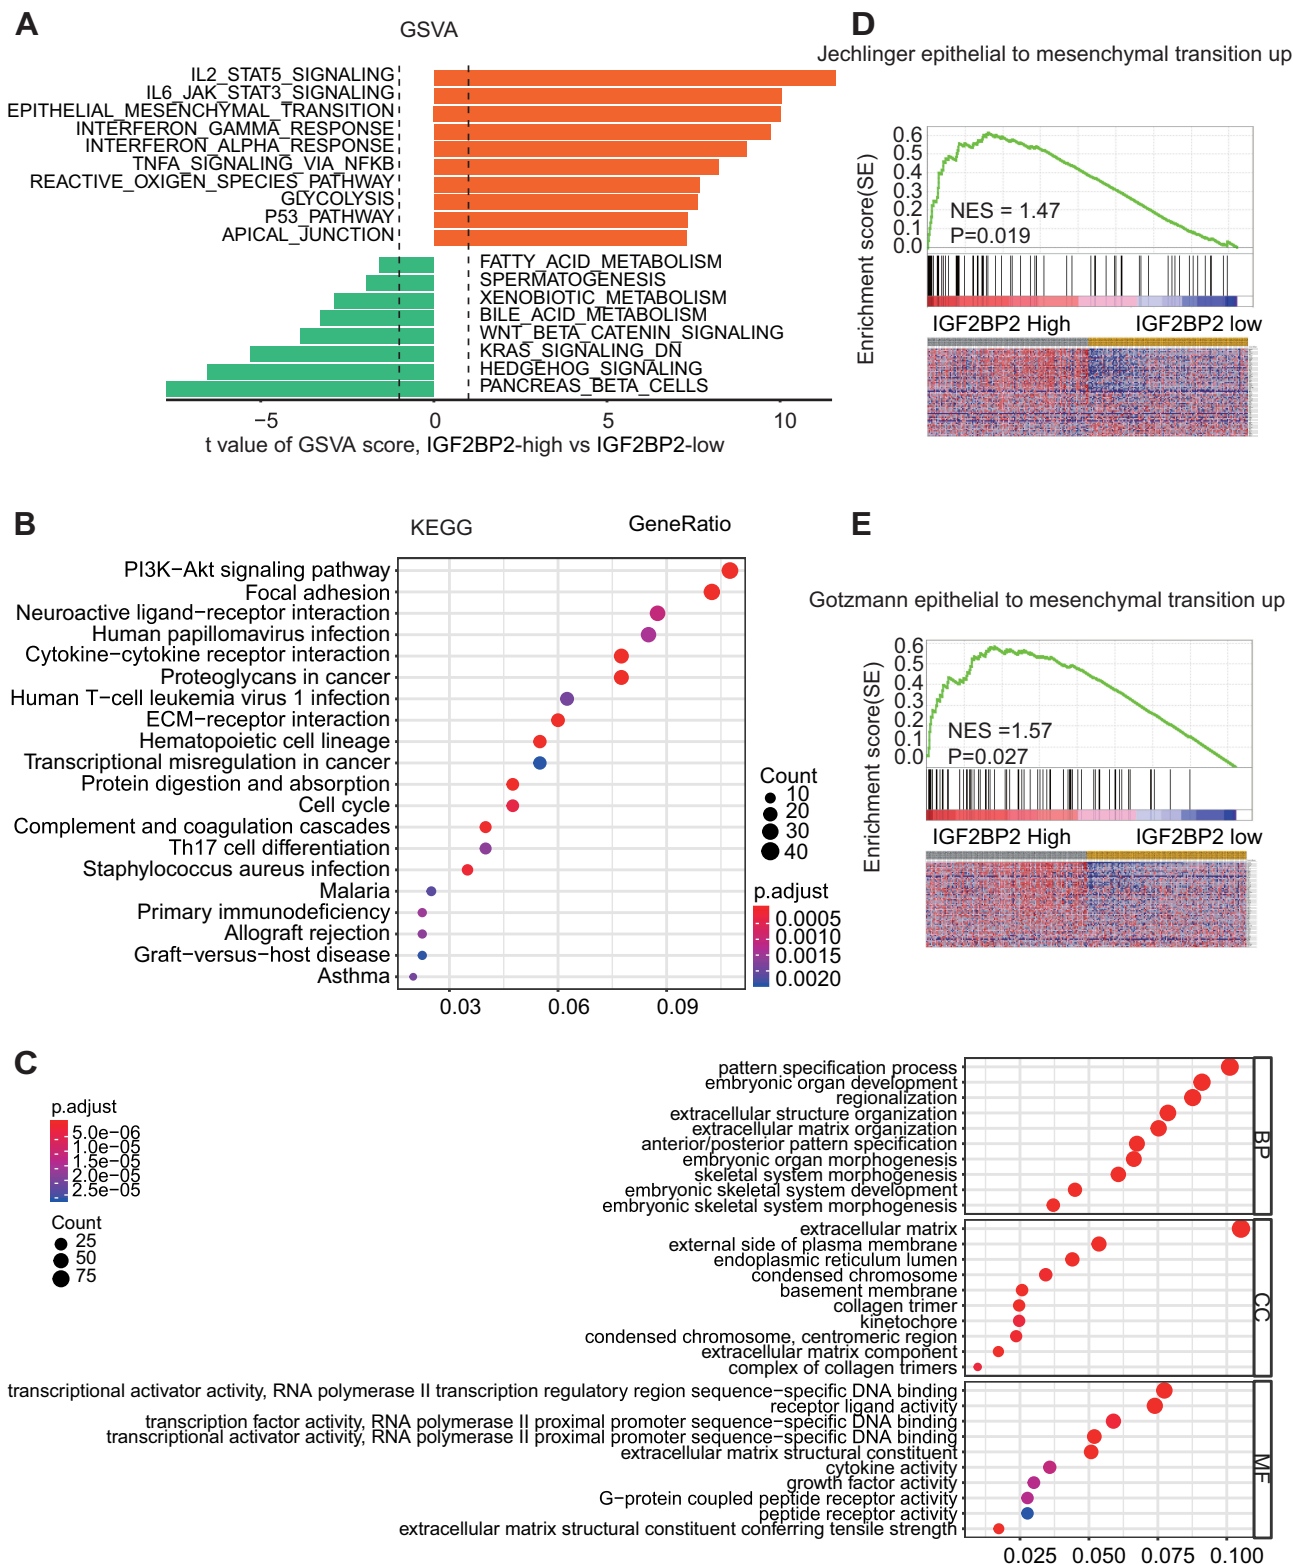 A
GSVA
IL2_STAT5_SIGNALING
IL6_JAK_STAT3_SIGNALING
EPITHELIAL_MESENCHYMAL_TRANSITION
INTERFERON_GAMMA_RESPONSE
INTERFERON_ALPHA_RESPONSE
TNFA_SIGNALING_VIA_NFKB
REACTIVE_OXIGEN_SPECIES_PATHWAY
GLYCOLYSIS
P53_PATHWAY
APICAL_JUNCTION
FATTY_ACID_METABOLISM
SPERMATOGENESIS
XENOBIOTIC_METABOLISM
BILE_ACID_METABOLISM
WNT_BETA_CATENIN_SIGNALING
KRAS_SIGNALING_DN
HEDGEHOG_SIGNALING
PANCREAS_BETA_CELLS
−5 0 5 10
t value of GSVA score, IGF2BP2-high vs IGF2BP2-low
D
Jechlinger epithelial to mesenchymal transition up
Enrichment score(SE)
0.6
0.5
0.4
0.3
0.2
0.1
0.0
NES = 1.47
P=0.019
IGF2BP2 High IGF2BP2 low
B
KEGG GeneRatio
PI3K−Akt signaling pathway
Focal adhesion
Neuroactive ligand−receptor interaction
Human papillomavirus infection
Cytokine−cytokine receptor interaction
Proteoglycans in cancer
Human T−cell leukemia virus 1 infection
ECM−receptor interaction
Hematopoietic cell lineage
Transcriptional misregulation in cancer
Protein digestion and absorption
Cell cycle
Complement and coagulation cascades
Th17 cell differentiation
Staphylococcus aureus infection
Malaria
Primary immunodeficiency
Allograft rejection
Graft−versus−host disease
Asthma
0.03 0.06 0.09
Count
10
20
30
40
p.adjust
0.0005
0.0010
0.0015
0.0020
E
Gotzmann epithelial to mesenchymal transition up
Enrichment score(SE)
0.6
0.5
0.4
0.3
0.2
0.1
0.0
NES =1.57
P=0.027
IGF2BP2 High IGF2BP2 low
C
p.adjust
5.0e−06
1.0e−05
1.5e−05
2.0e−05
2.5e−05
Count
25
50
75
pattern specification process
embryonic organ development
regionalization
extracellular structure organization
extracellular matrix organization
anterior/posterior pattern specification
embryonic organ morphogenesis
skeletal system morphogenesis
embryonic skeletal system development
embryonic skeletal system morphogenesis
BP
extracellular matrix
external side of plasma membrane
endoplasmic reticulum lumen
condensed chromosome
basement membrane
collagen trimer
kinetochore
condensed chromosome, centromeric region
extracellular matrix component
complex of collagen trimers
CC
transcriptional activator activity, RNA polymerase II transcription regulatory region sequence−specific DNA binding
receptor ligand activity
transcription factor activity, RNA polymerase II proximal promoter sequence−specific DNA binding
transcriptional activator activity, RNA polymerase II proximal promoter sequence−specific DNA binding
extracellular matrix structural constituent
cytokine activity
growth factor activity
G−protein coupled peptide receptor activity
peptide receptor activity
extracellular matrix structural constituent conferring tensile strength
MF
0.025 0.050 0.075 0.100